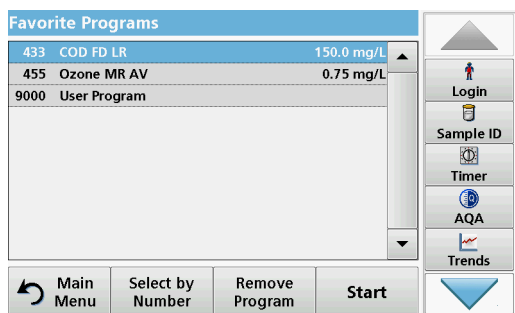 Favorite Programs
433 COD FD LR 150.0 mg/L
455 Ozone MR AV 0.75 mg/L
9000 User Program
Login
Sample ID
Timer
AQA
Trends
Main Menu
Select by Number
Remove Program
Start